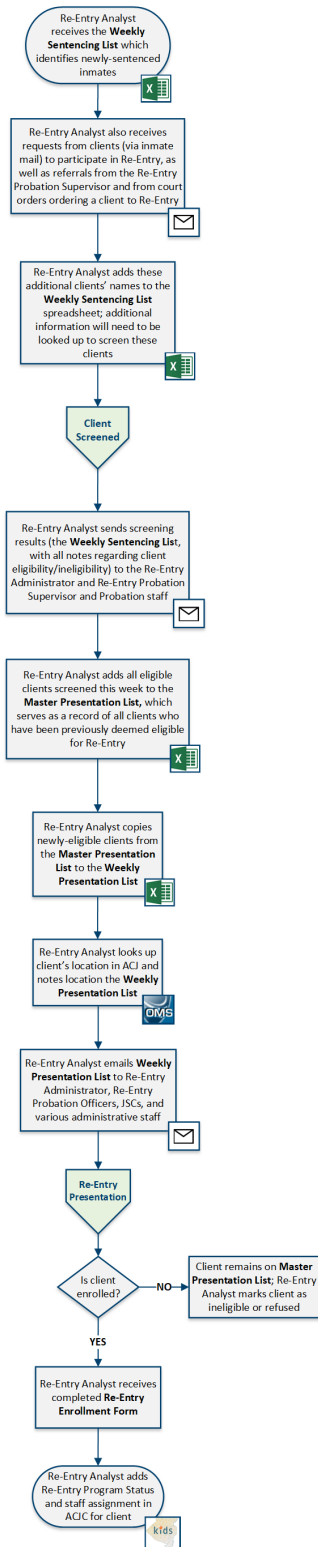 Re-Entry Analyst
receives the Weekly
Sentencing List which
identifies newly-sentenced
inmates
X
Re-Entry Analyst also receives
requests from clients (via inmate
mail) to participate in Re-Entry, as
well as referrals from the Re-Entry
Probation Supervisor and from court
orders ordering a client to Re-Entry
Re-Entry Analyst adds these
additional clients' names to the
Weekly Sentencing List
spreadsheet; additional
information will need to be
looked up to screen these
clients
X
Client
Screened
Re-Entry Analyst sends screening
results (the Weekly Sentencing List,
with all notes regarding client
eligibility/ineligibility) to the Re-Entry
Administrator and Re-Entry Probation
Supervisor and Probation staff
Re-Entry Analyst adds all eligible
clients screened this week to the
Master Presentation List, which
serves as a record of all clients who
have been previously deemed eligible
for Re-Entry
X
Re-Entry Analyst copies
newly-eligible clients from
the Master Presentation
List to the Weekly
Presentation List
X
Re-Entry Analyst looks up
client's location in ACJ and
notes location the Weekly
Presentation List
OMS
Re-Entry Analyst emails Weekly
Presentation List to Re-Entry
Administrator, Re-Entry
Probation Officers, JSCs, and
various administrative staff
Re-Entry
Presentation
Is client
enrolled?
NO
Client remains on Master
Presentation List; Re-Entry
Analyst marks client as
ineligible or refused
YES
Re-Entry Analyst receives
completed Re-Entry
Enrollment Form
Re-Entry Analyst adds
Re-Entry Program Status
and staff assignment in
ACJC for client
kids